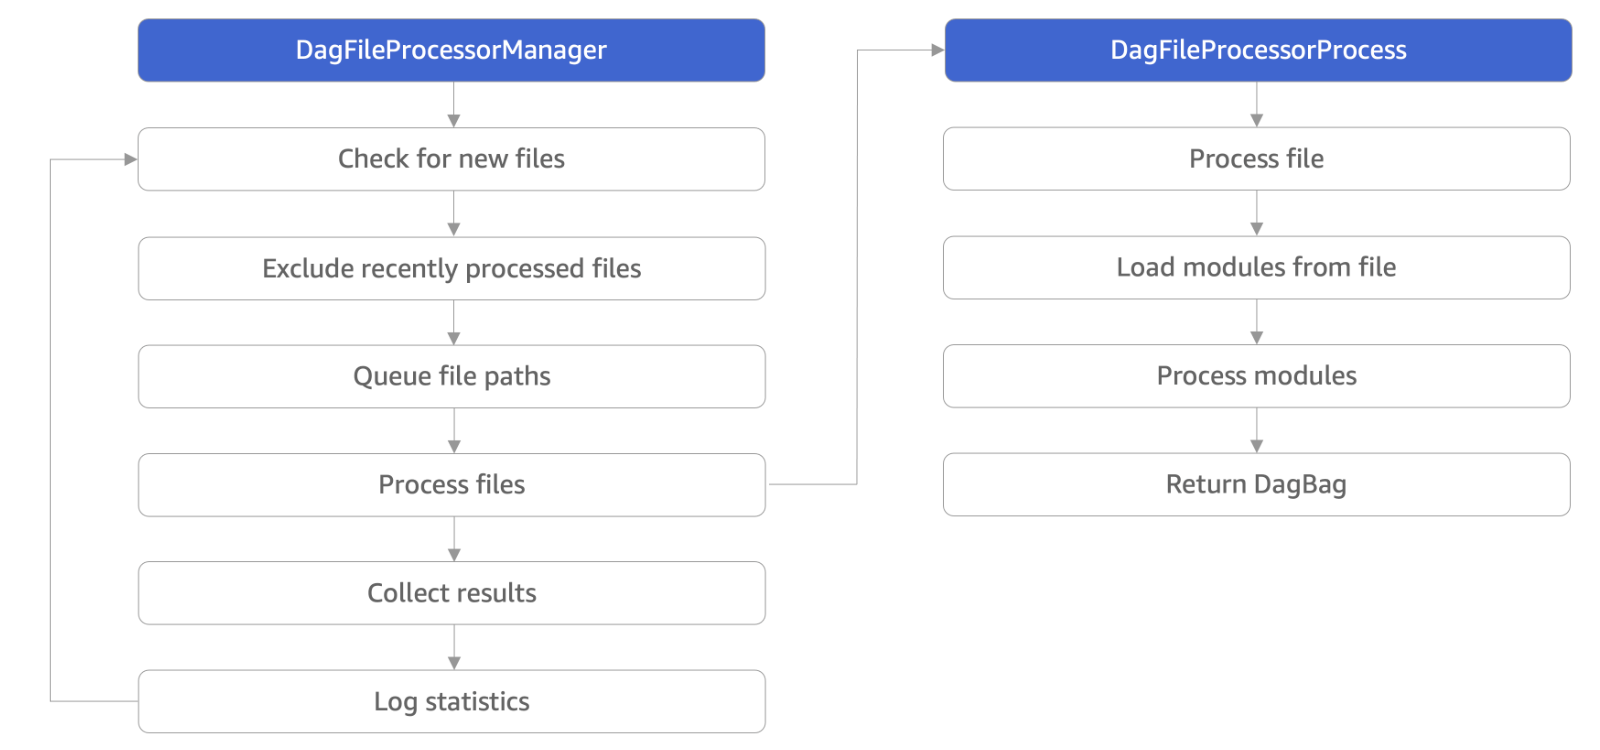 DagFileProcessorManager
Check for new files
Exclude recently processed files
Queue file paths
Process files
Collect results
Log statistics
DagFileProcessorProcess
Process file
Load modules from file
Process modules
Return DagBag